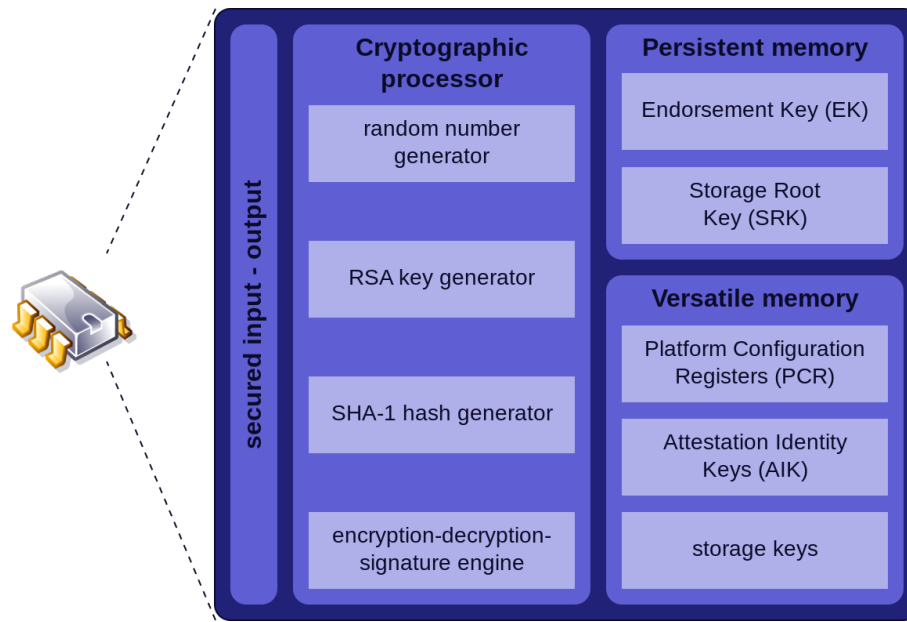 secured input - output
Cryptographic
processor
random number
generator
RSA key generator
SHA-1 hash generator
encryption-decryption-
signature engine
Persistent memory
Endorsement Key (EK)
Storage Root
Key (SRK)
Versatile memory
Platform Configuration
Registers (PCR)
Attestation Identity
Keys (AIK)
storage keys